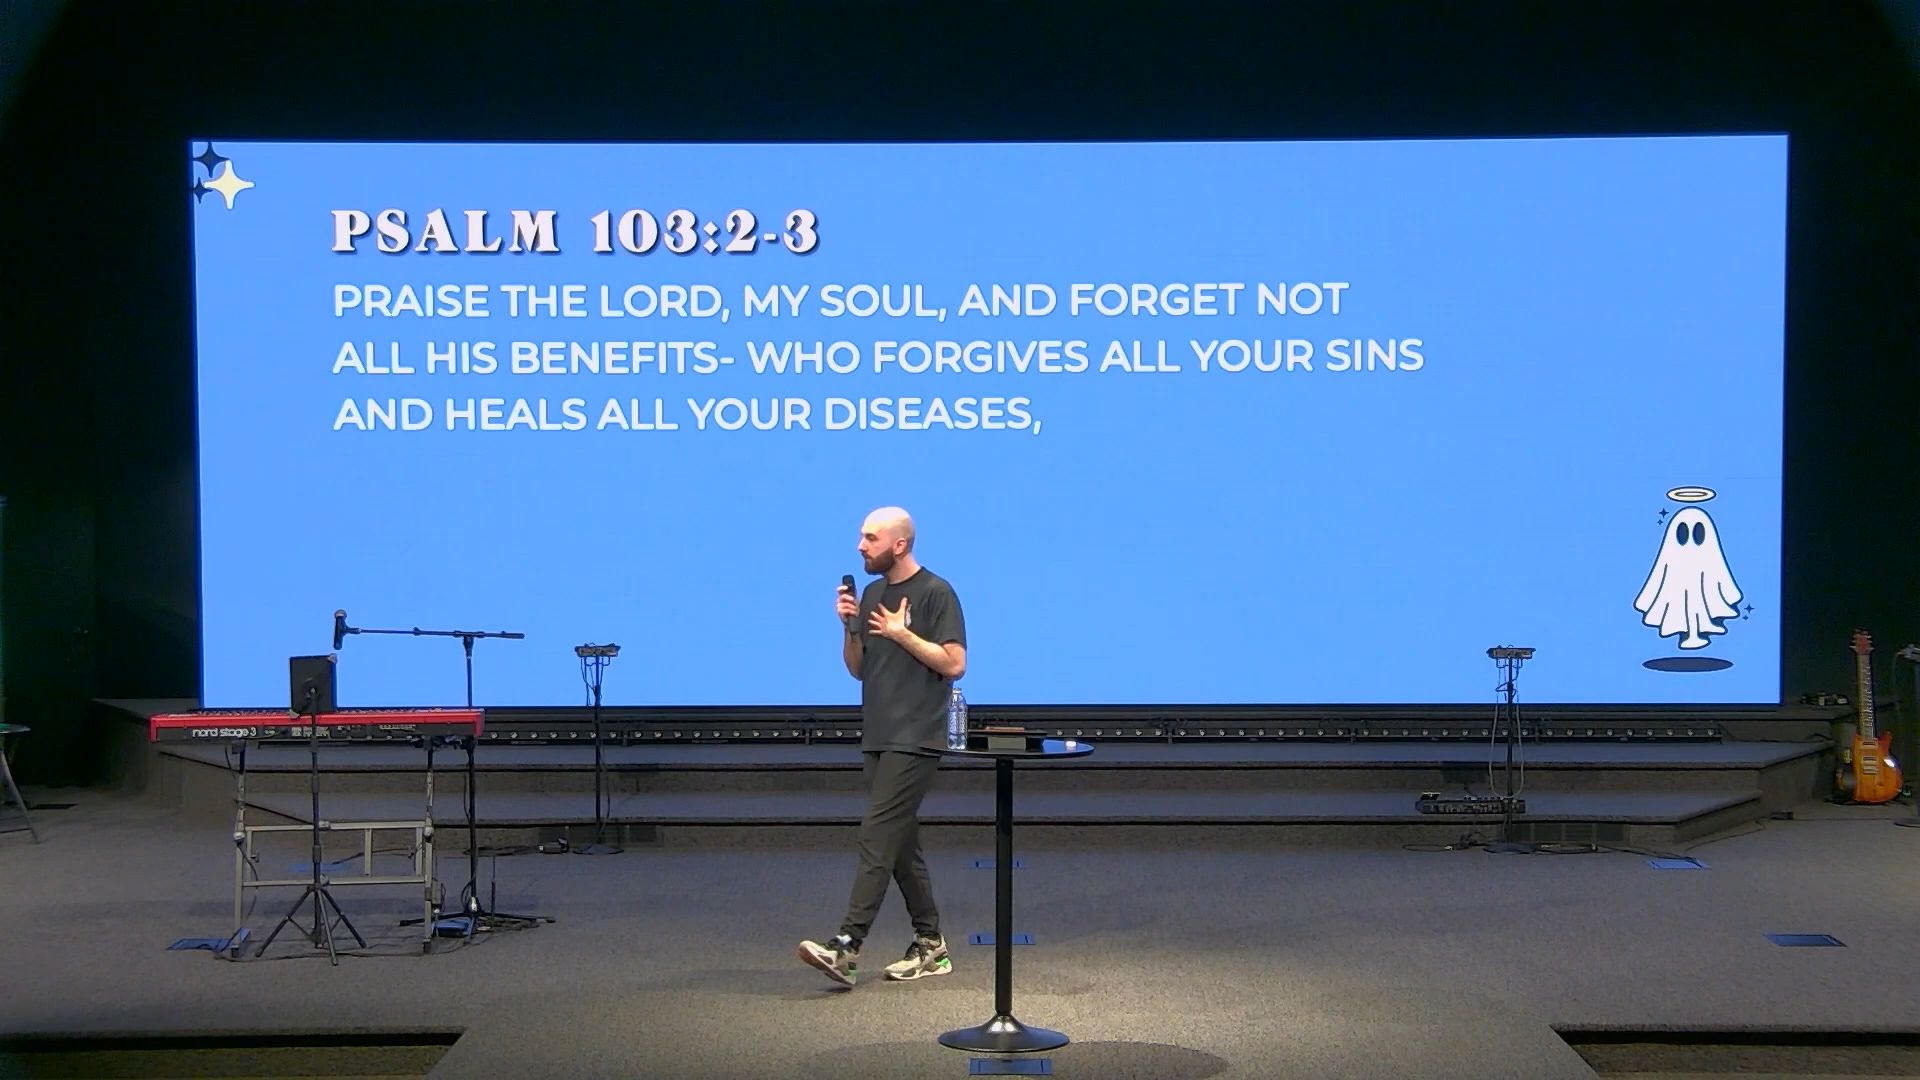 PSALM 103:2-3
PRAISE THE LORD, MY SOUL, AND FORGET NOT
ALL HIS BENEFITS- WHO FORGIVES ALL YOUR SINS
AND HEALS ALL YOUR DISEASES,
nord stage 3